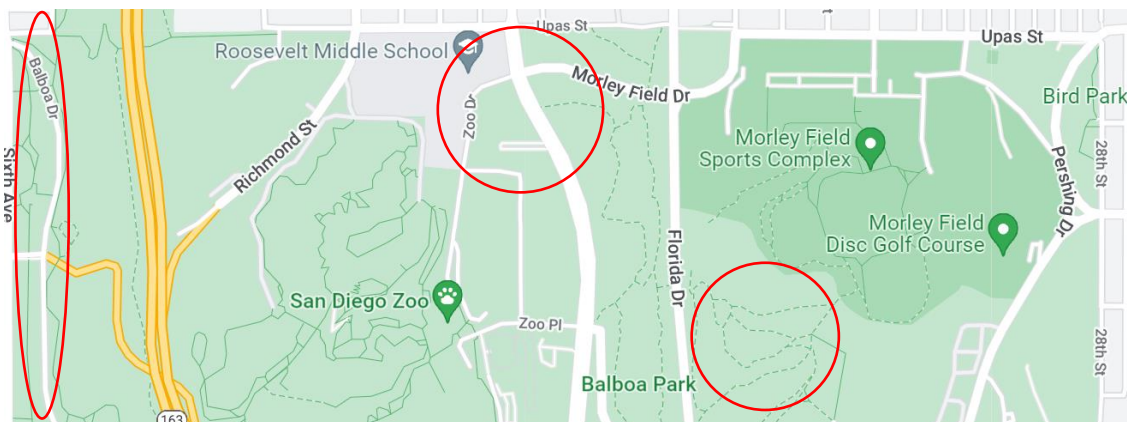 Upas St
Upas St
Roosevelt Middle School
Balboa Dr
Morley Field Dr
Zoo Dr
Bird Park
Richmond St
Morley Field
Sports Complex
28th St
Sixth Ave
Pershing Dr
Morley Field
Disc Golf Course
Florida Dr
San Diego Zoo
Zoo Pl
28th St
Balboa Park
163